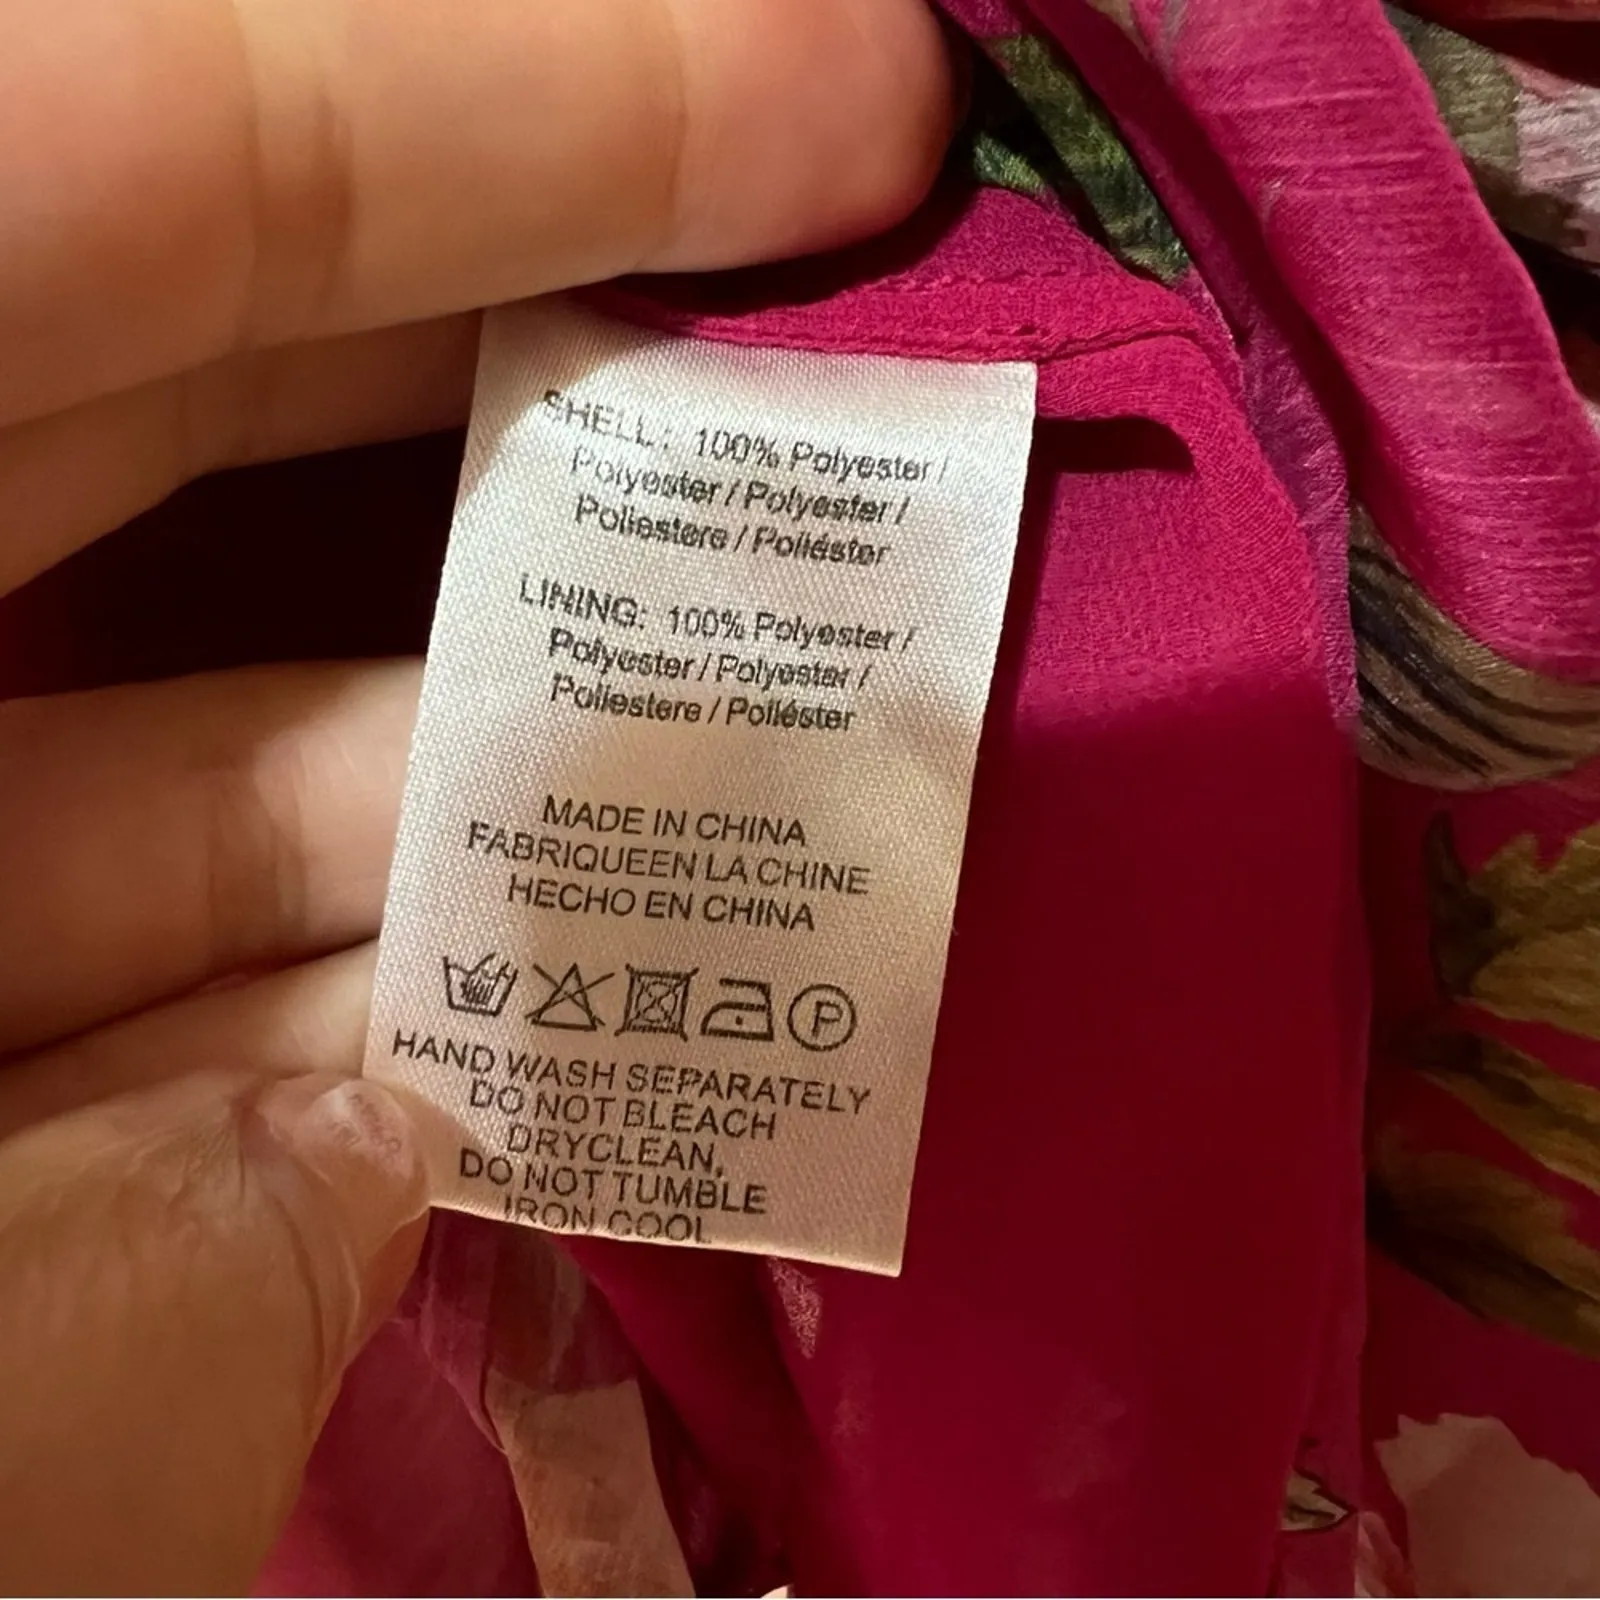 SHELL: 100% Polyester /
Polyester / Polyester /
Poliestere / Poliéster
LINING: 100% Polyester /
Polyester / Polyester /
Poliestere / Poliéster
MADE IN CHINA
FABRIQUEEN LA CHINE
HECHO EN CHINA
P
HAND WASH SEPARATELY
DO NOT BLEACH
DRYCLEAN,
DO NOT TUMBLE
IRON COOL